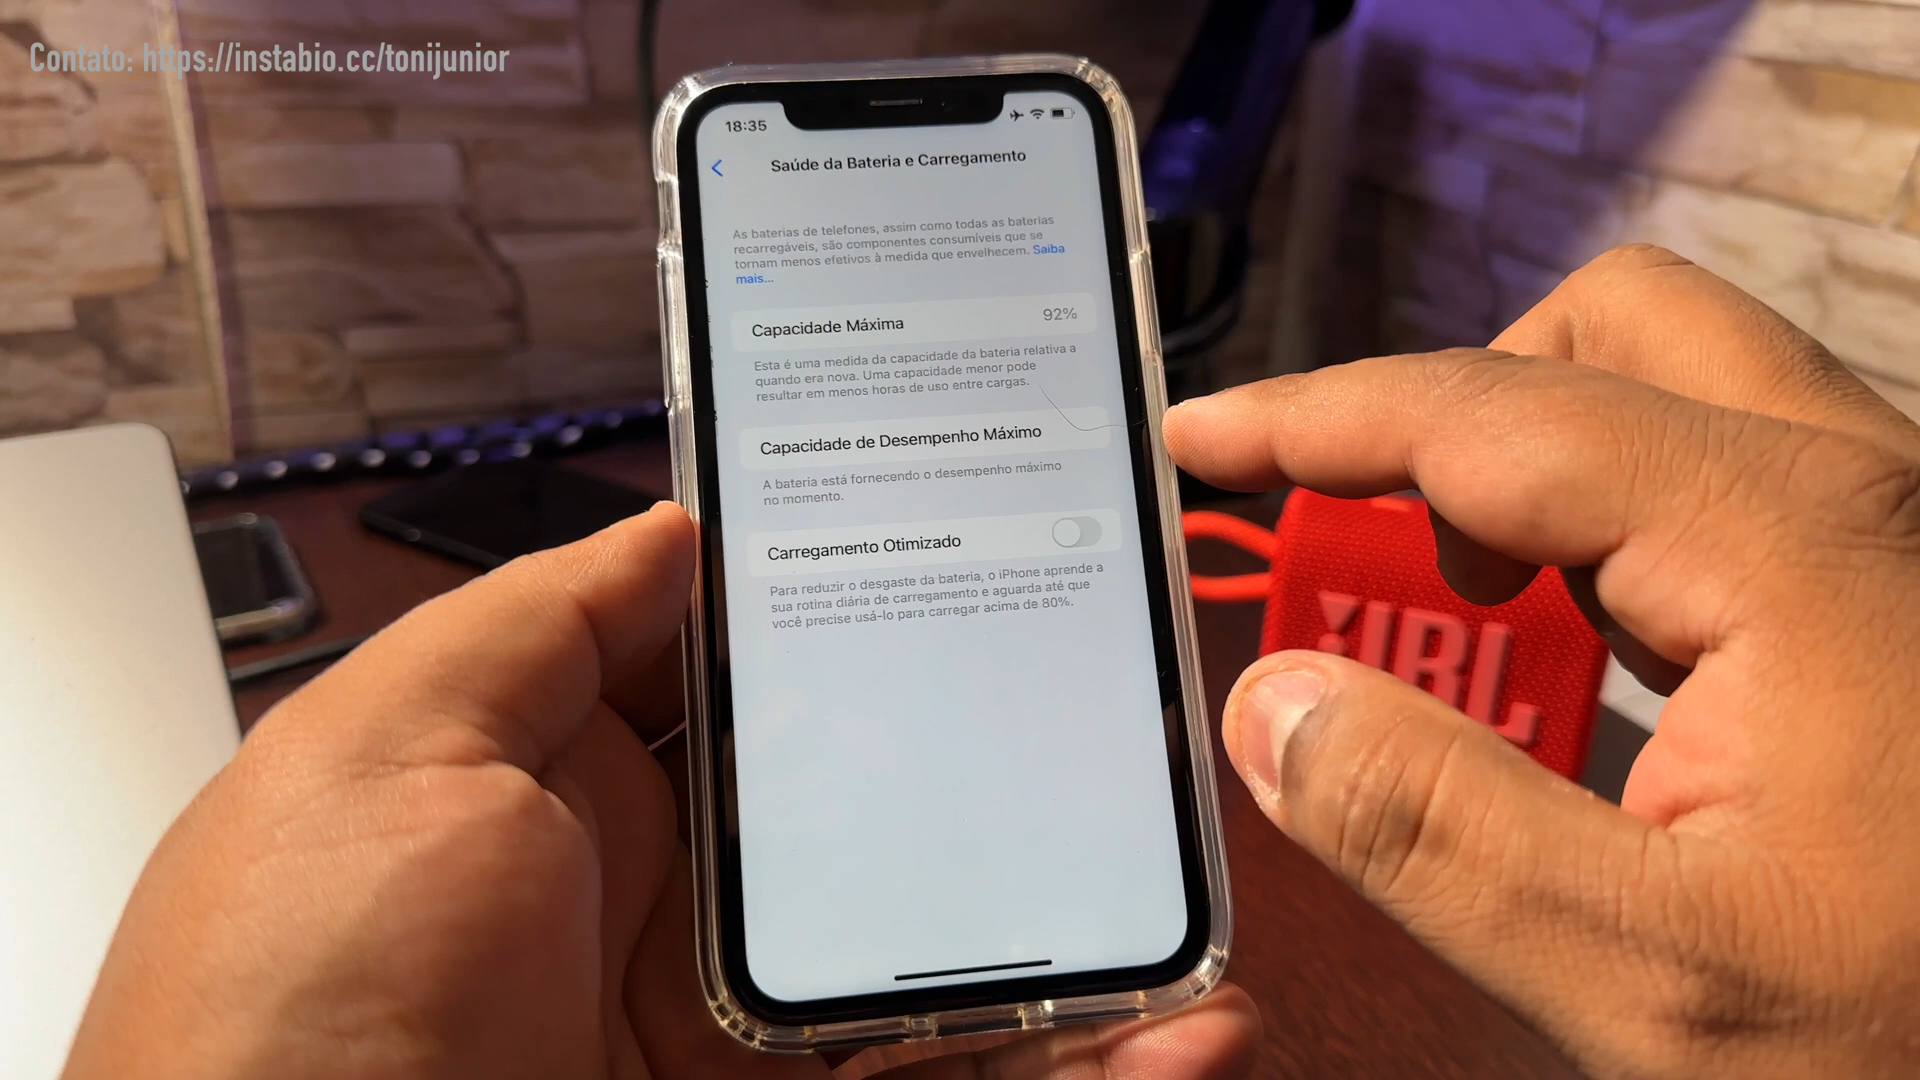 Contato: https://instabio.cc/tonijunior
18:35
Saúde da Bateria e Carregamento
As baterias de telefones, assim como todas as baterias
recarregáveis, são componentes consumíveis que se
tornam menos efetivos à medida que envelhecem. Saiba
mais...
Capacidade Máxima 92%
Esta é uma medida da capacidade da bateria relativa a
quando era nova. Uma capacidade menor pode
resultar em menos horas de uso entre cargas.
Capacidade de Desempenho Máximo
A bateria está fornecendo o desempenho máximo
no momento.
Carregamento Otimizado
Para reduzir o desgaste da bateria, o iPhone aprende a
sua rotina diária de carregamento e aguarda até que
você precise usá-lo para carregar acima de 80%.
JBL